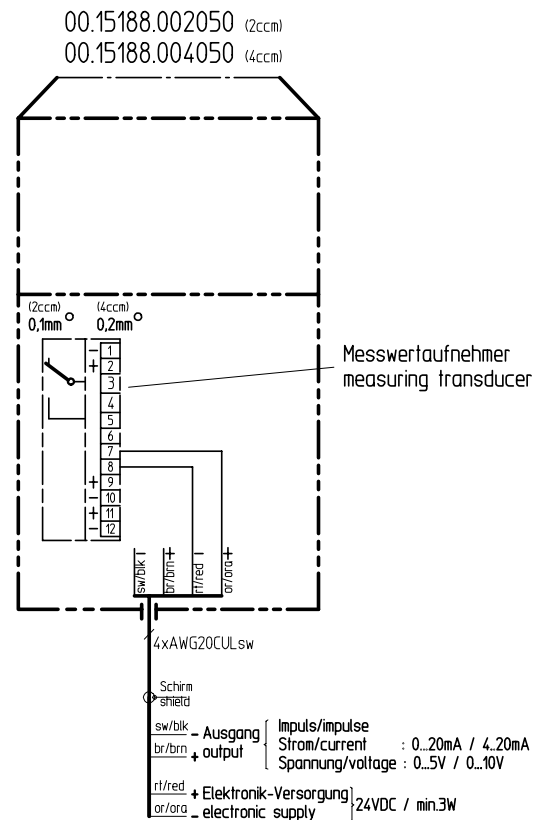 00.15188.002050 (2ccm)
00.15188.004050 (4ccm)
(2ccm) (4ccm)
0,1mm° 0,2mm°
- 1
+ 2
3
4
5
6
7
8
+ 9
- 10
+ 11
- 12
Messwertaufnehmer
measuring transducer
sw/blk -
br/brn +
rt/red -
or/ora +
4xAWG20CULsw
Schirm
shield
sw/blk - Ausgang
br/brn + output
Impuls/impulse
Strom/current : 0...20mA / 4..20mA
Spannung/voltage : 0...5V / 0...10V
rt/red + Elektronik-Versorgung
or/ora - electronic supply
24VDC / min.3W